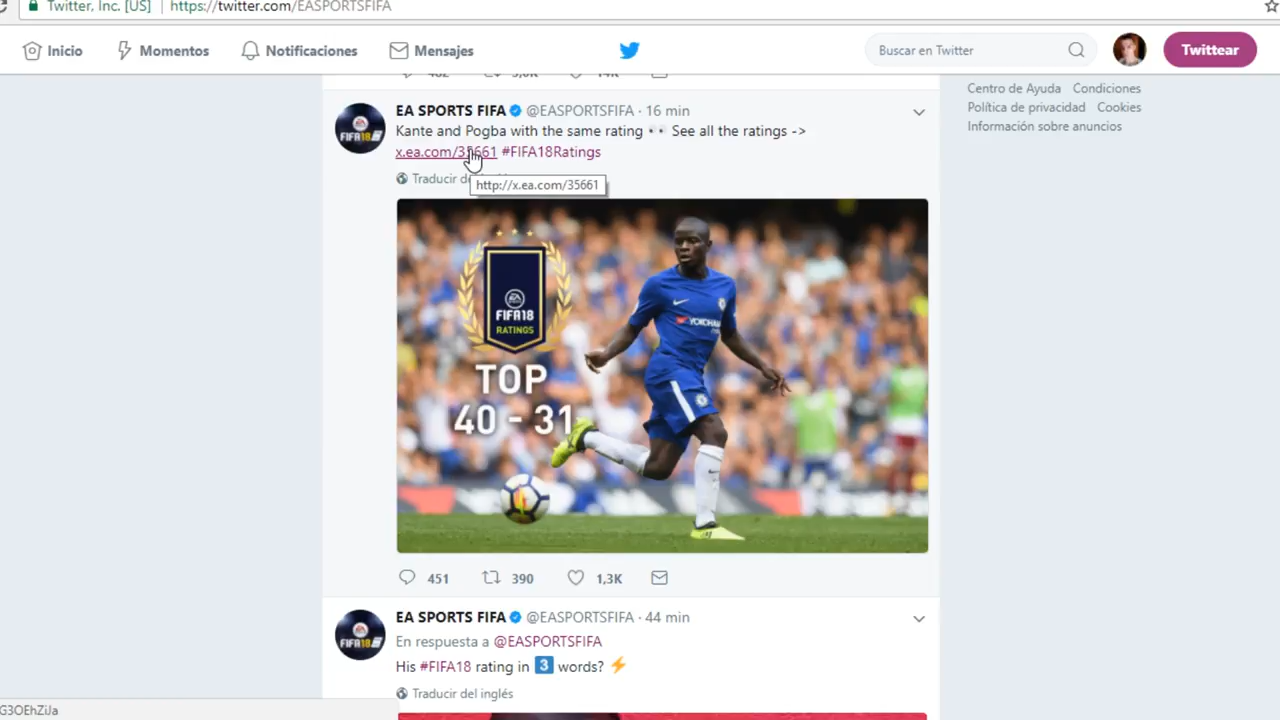 Twitter, Inc. [US] https://twitter.com/EASPORTSFIFA
Inicio Momentos Notificaciones Mensajes Buscar en Twitter Twittear
Centro de Ayuda Condiciones
Política de privacidad Cookies
Información sobre anuncios
EA SPORTS FIFA @EASPORTSFIFA · 16 min
Kante and Pogba with the same rating 👀 See all the ratings ->
x.ea.com/35661 #FIFA18Ratings
http://x.ea.com/35661
FIFA18
EA SPORTS
FIFA18
RATINGS
TOP
40 - 31
451 390 1,3K
EA SPORTS FIFA @EASPORTSFIFA · 44 min
En respuesta a @EASPORTSFIFA
His #FIFA18 rating in 3 words? ⚡
FIFA18
Traducir del inglés
G3OEhZiJa